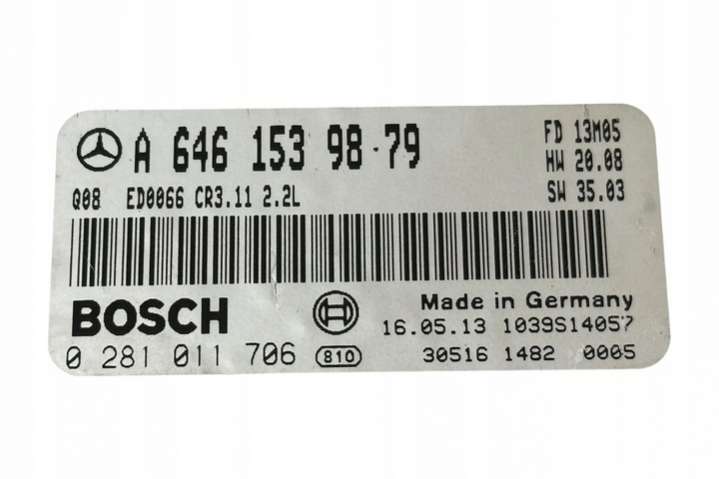 A 646 153 98 79
FD 13M05
HW 20.08
SW 35.03
Q08 ED0066 CR3.11 2.2L
BOSCH
Made in Germany
16.05.13 1039S14057
0 281 011 706 810
30516 1482 0005